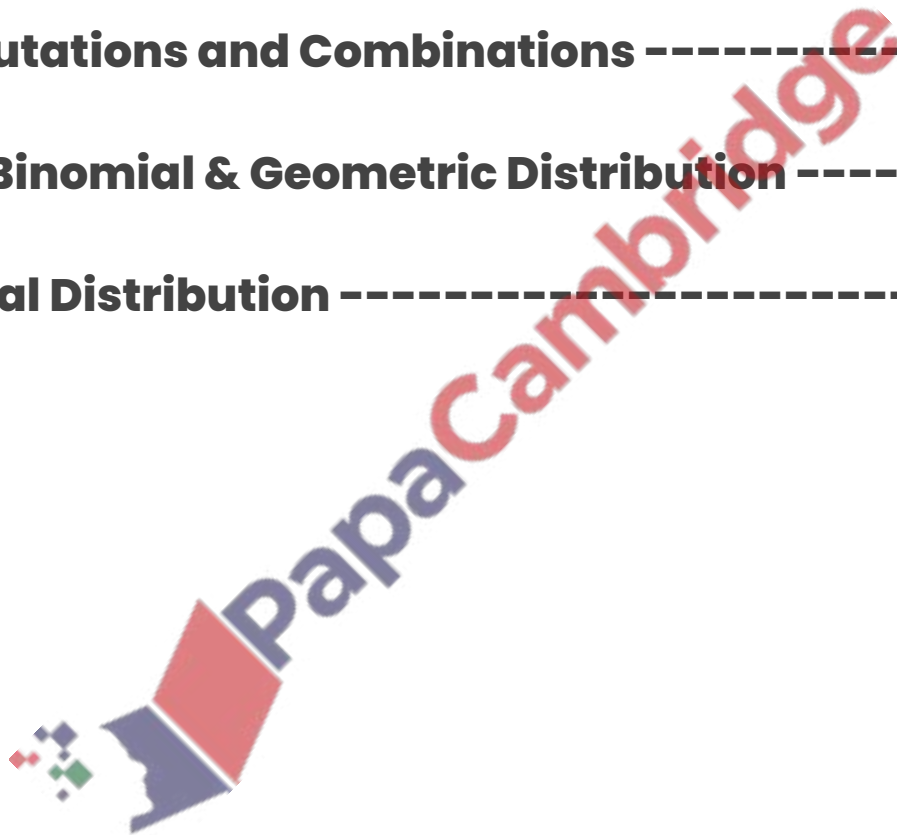 utations and Combinations ----------
Binomial & Geometric Distribution ----
al Distribution ----------------------
PapaCambridge